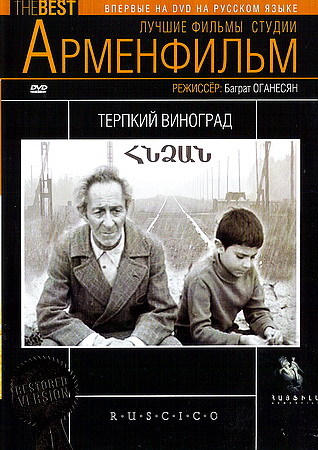 THE BEST
ВПЕРВЫЕ НА DVD НА РУССКОМ ЯЗЫКЕ
ЛУЧШИЕ ФИЛЬМЫ СТУДИИ
АРМЕНФИЛЬМ
DVD
РЕЖИССЁР: Баграт ОГАНЕСЯН
ТЕРПКИЙ ВИНОГРАД
ՀՆՁԱՆ
RESTORED
VERSION
R·U·S·C·I·C·O